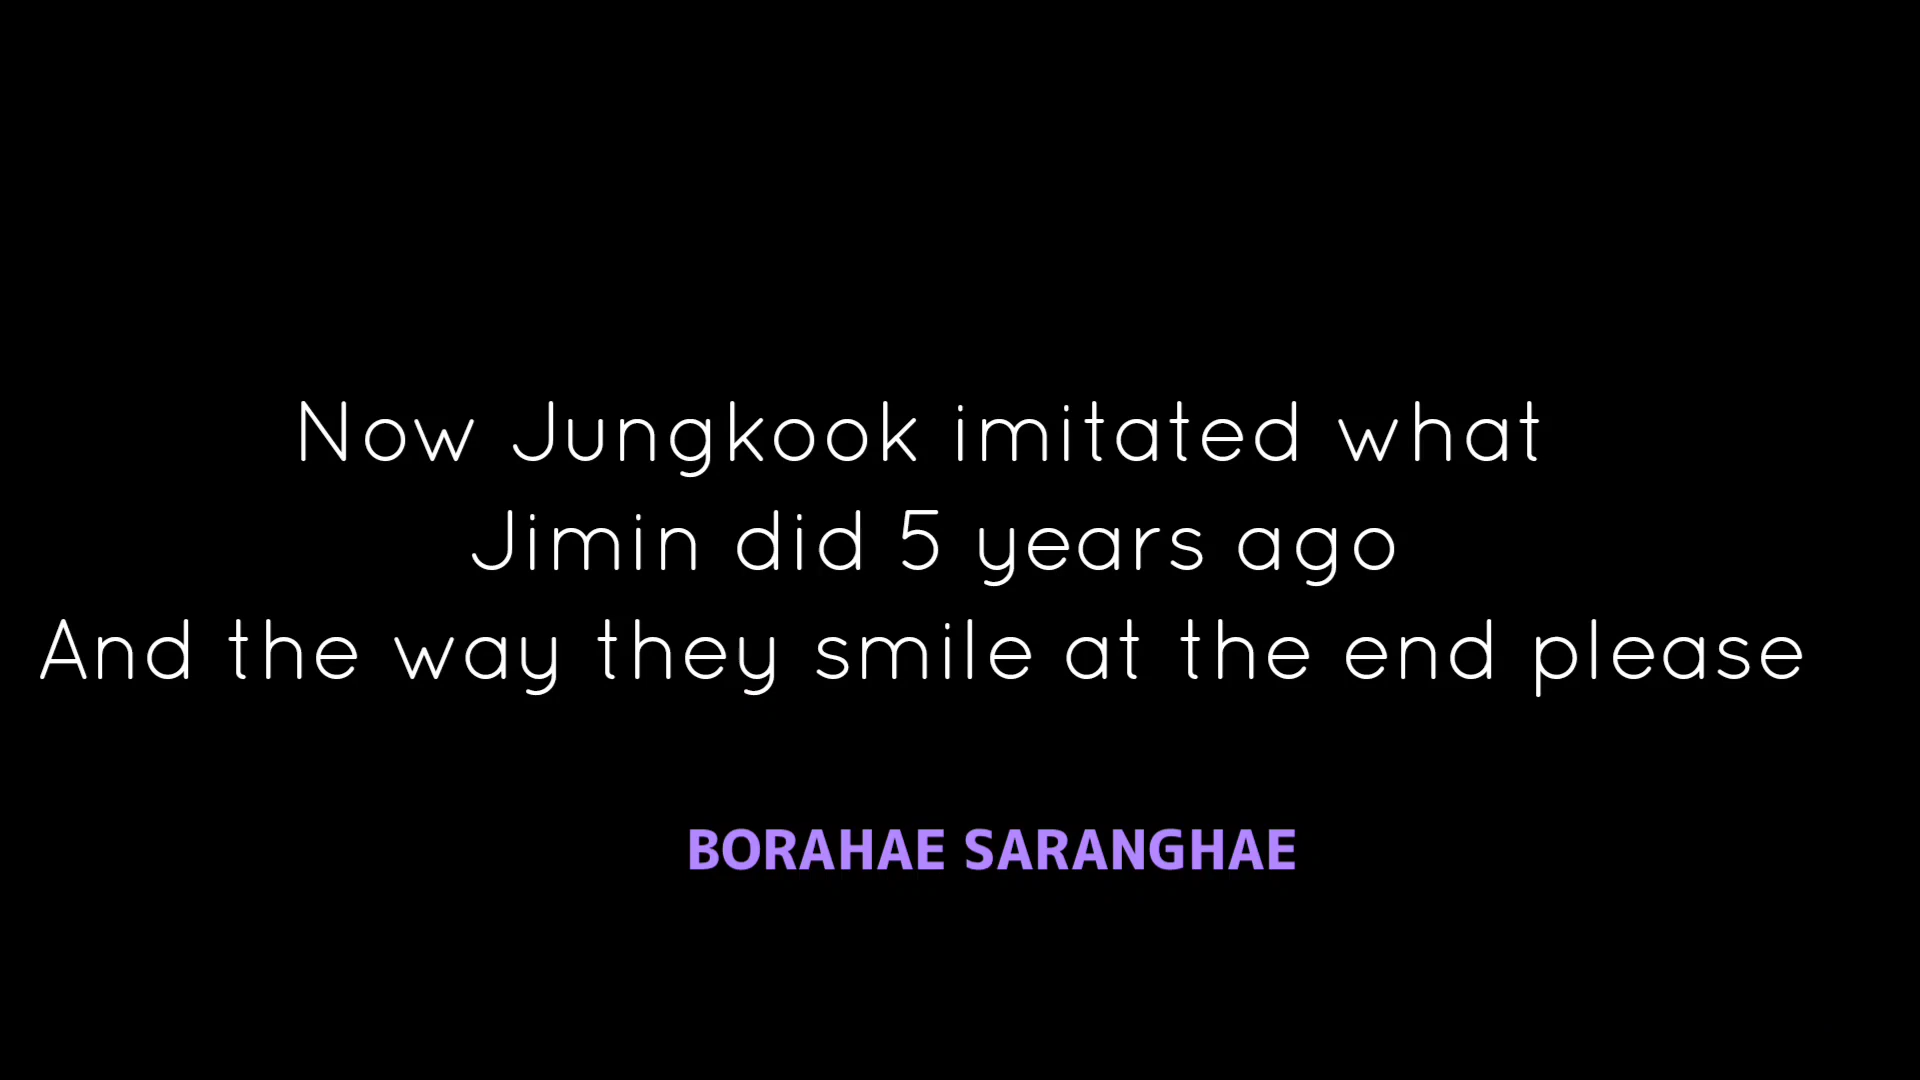 Now Jungkook imitated what
Jimin did 5 years ago
And the way they smile at the end please
BORAHAE SARANGHAE